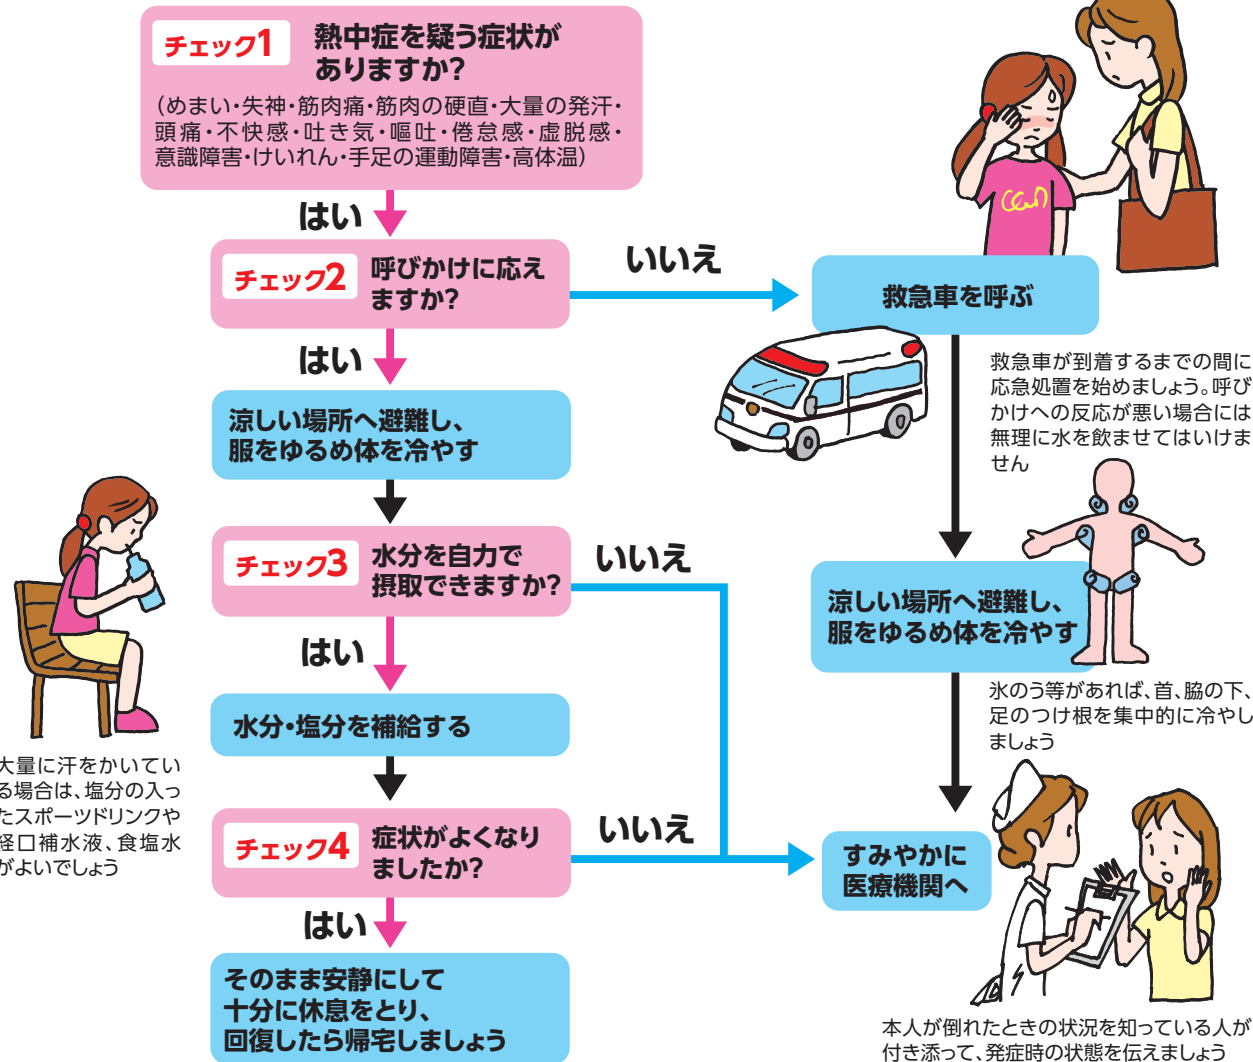 チェック1 熱中症を疑う症状が
ありますか?
(めまい・失神・筋肉痛・筋肉の硬直・大量の発汗・
頭痛・不快感・吐き気・嘔吐・倦怠感・虚脱感・
意識障害・けいれん・手足の運動障害・高体温)
はい
チェック2 呼びかけに応え
ますか?
いいえ
救急車を呼ぶ
救急車が到着するまでの間に
応急処置を始めましょう。呼び
かけへの反応が悪い場合には
無理に水を飲ませてはいけま
せん
はい
涼しい場所へ避難し、
服をゆるめ体を冷やす
チェック3 水分を自力で
摂取できますか?
いいえ
涼しい場所へ避難し、
服をゆるめ体を冷やす
氷のう等があれば、首、脇の下、
足のつけ根を集中的に冷やし
ましょう
はい
水分・塩分を補給する
大量に汗をかいてい
る場合は、塩分の入っ
たスポーツドリンクや
経口補水液、食塩水
がよいでしょう
チェック4 症状がよくなり
ましたか?
いいえ
すみやかに
医療機関へ
はい
そのまま安静にして
十分に休息をとり、
回復したら帰宅しましょう
本人が倒れたときの状況を知っている人が
付き添って、発症時の状態を伝えましょう